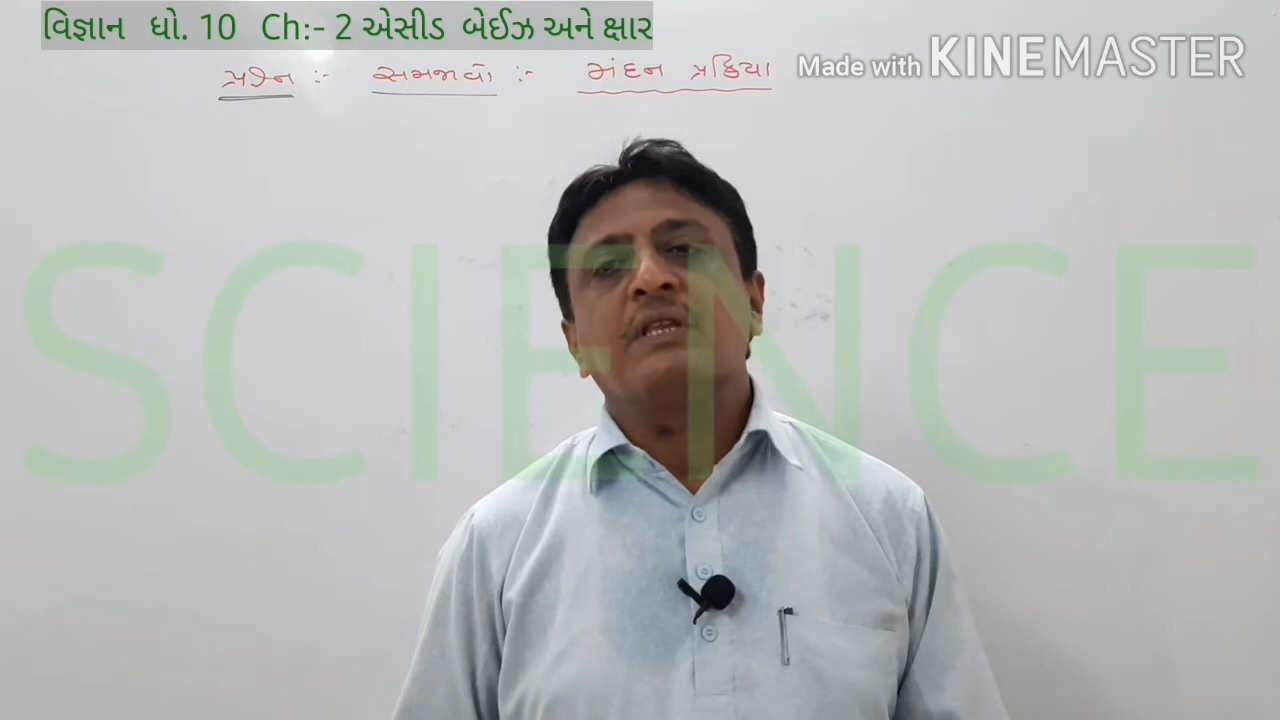 વિજ્ઞાન ધો. 10 Ch:- 2 એસીડ બેઈઝ અને ક્ષાર
Made with KINEMASTER
પ્રશ્ન :- સમજાવો :- મંદન પ્રક્રિયા
SCIENCE